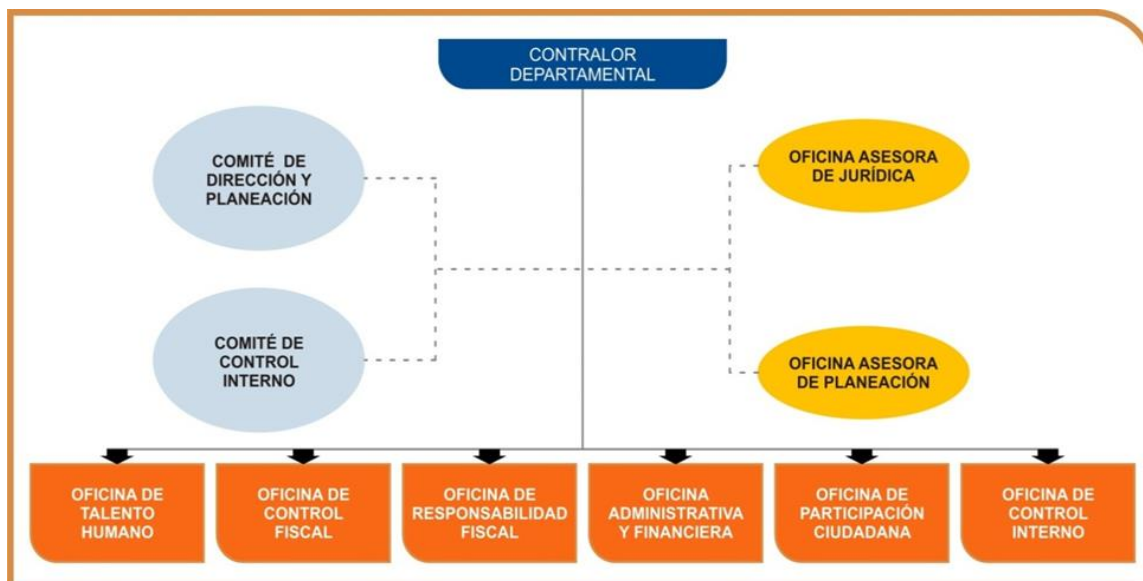 CONTRALOR
DEPARTAMENTAL
COMITÉ DE
DIRECCIÓN Y
PLANEACIÓN
OFICINA ASESORA
DE JURÍDICA
COMITÉ DE
CONTROL
INTERNO
OFICINA ASESORA
DE PLANEACIÓN
OFICINA DE
TALENTO
HUMANO
OFICINA DE
CONTROL
FISCAL
OFICINA DE
RESPONSABILIDAD
FISCAL
OFICINA
ADMINISTRATIVA
Y FINANCIERA
OFICINA DE
PARTICIPACIÓN
CIUDADANA
OFICINA DE
CONTROL
INTERNO